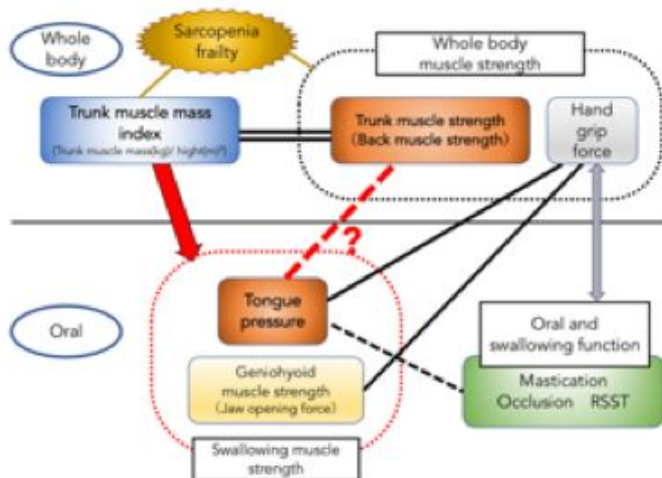 Whole
body
Sarcopenia
frailty
Whole body
muscle strength
Trunk muscle mass
index
(Trunk muscle mass(kg)/ hight(m)²
Trunk muscle strength
(Back muscle strength)
Hand
grip
force
?
Oral
Tongue
pressure
Oral and
swallowing function
Geniohyoid
muscle strength
(Jaw opening force)
Mastication
Occlusion RSST
Swallowing muscle
strength